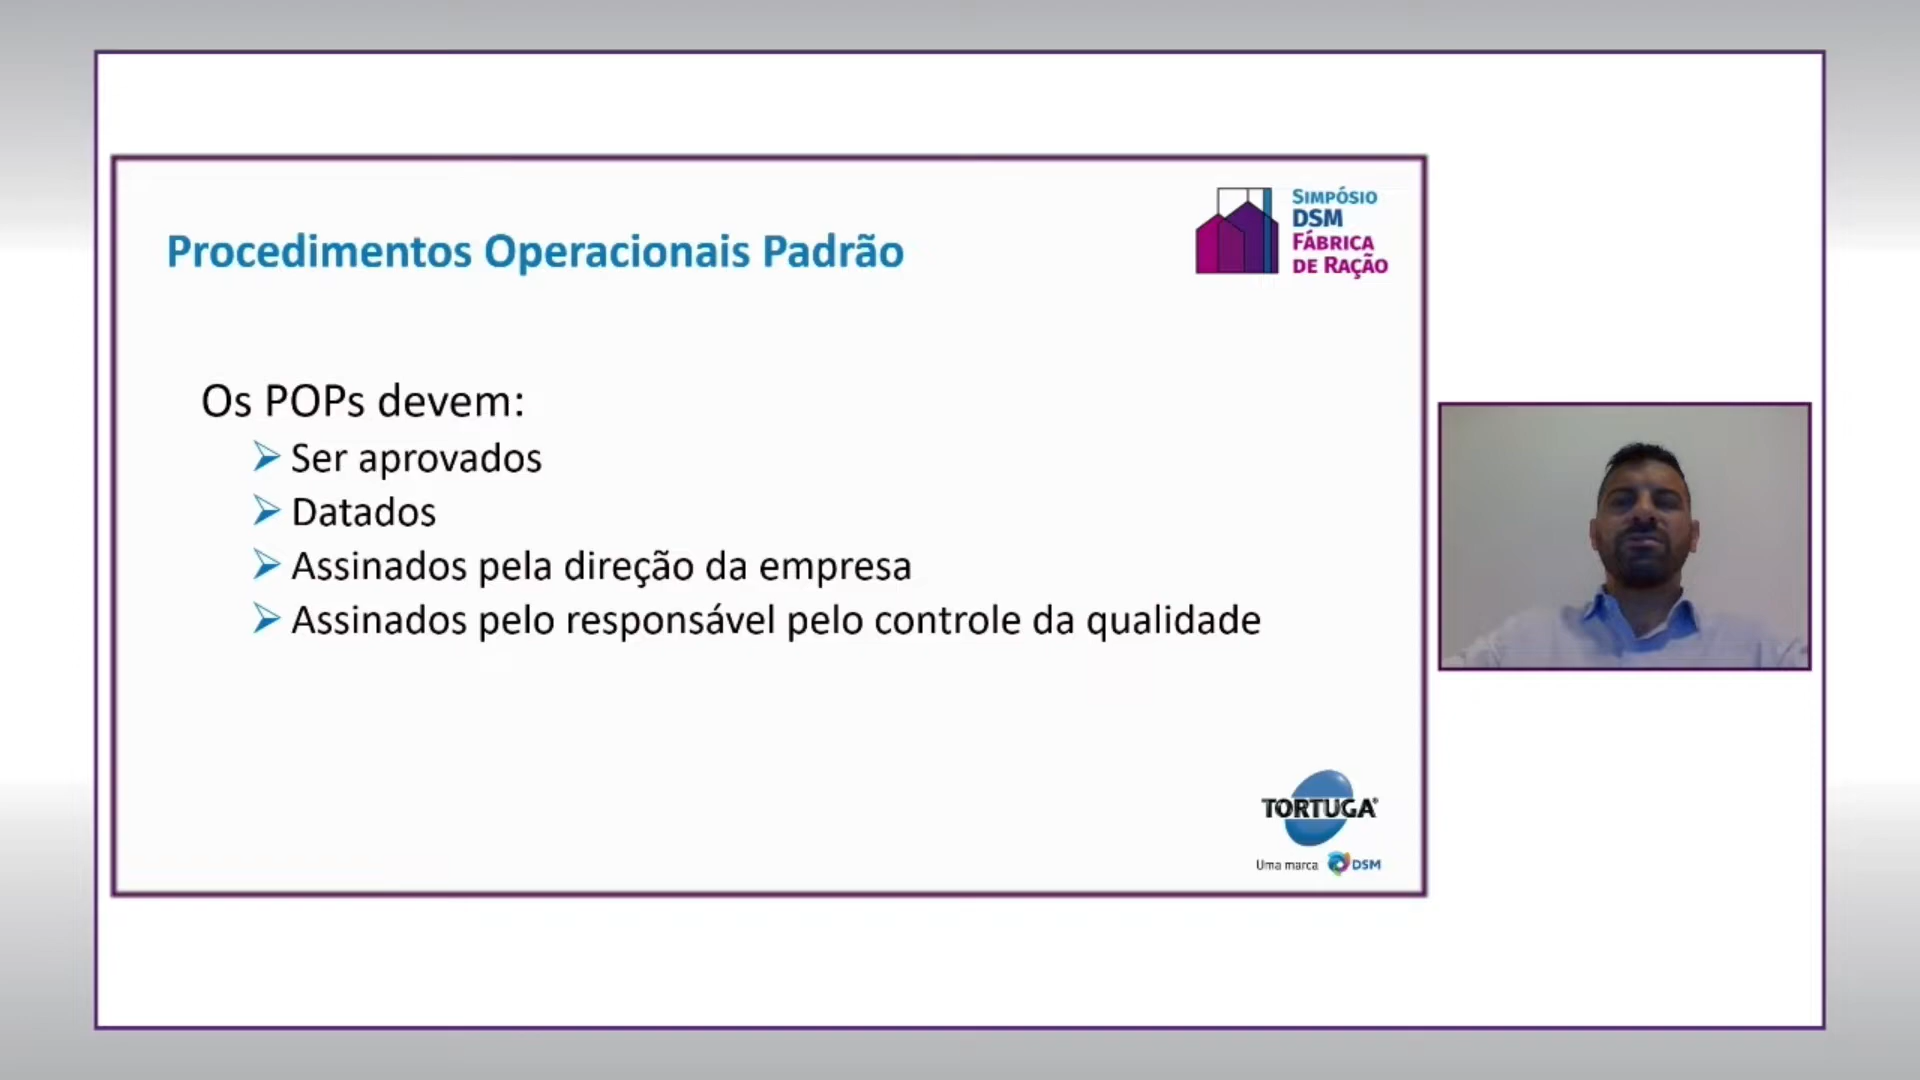 Procedimentos Operacionais Padrão
SIMPÓSIO
DSM
FÁBRICA
DE RAÇÃO
Os POPs devem:
Ser aprovados
Datados
Assinados pela direção da empresa
Assinados pelo responsável pelo controle da qualidade
TORTUGA®
Uma marca DSM